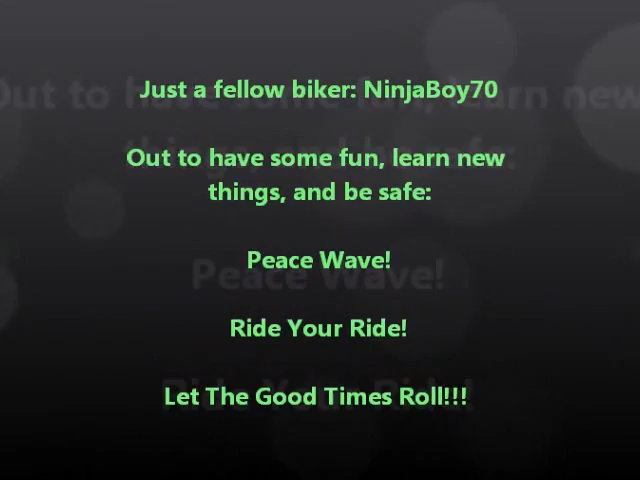 Just a fellow biker: NinjaBoy70
Out to have some fun, learn new
things, and be safe:
Peace Wave!
Ride Your Ride!
Let The Good Times Roll!!!